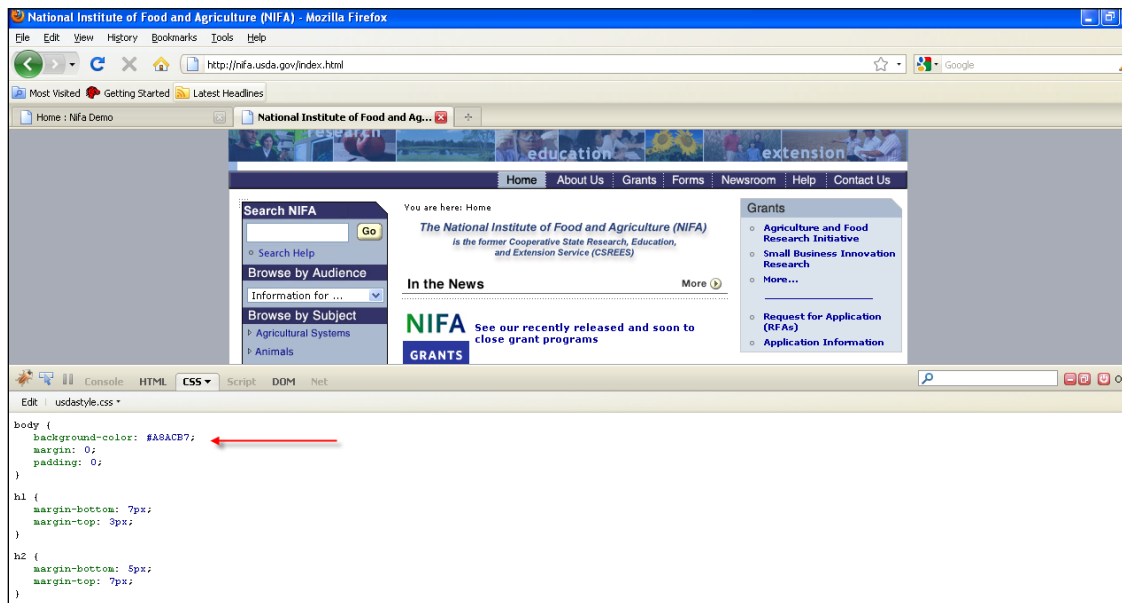 National Institute of Food and Agriculture (NIFA) - Mozilla Firefox
File Edit View History Bookmarks Tools Help
http://nifa.usda.gov/index.html
Google
Most Visited Getting Started Latest Headlines
Home : Nifa Demo
National Institute of Food and Ag...
research
education
extension
Home About Us Grants Forms Newsroom Help Contact Us
Search NIFA
Go
Search Help
Browse by Audience
Information for ...
Browse by Subject
Agricultural Systems
Animals
You are here: Home
The National Institute of Food and Agriculture (NIFA)
is the former Cooperative State Research, Education,
and Extension Service (CSREES)
In the News
More
NIFA
GRANTS
See our recently released and soon to
close grant programs
Grants
Agriculture and Food
Research Initiative
Small Business Innovation
Research
More...
Request for Application
(RFAs)
Application Information
Console HTML CSS Script DOM Net
Edit usdastyle.css
body {
background-color: #A8ACB7;
margin: 0;
padding: 0;
}
h1 {
margin-bottom: 7px;
margin-top: 3px;
}
h2 {
margin-bottom: 5px;
margin-top: 7px;
}